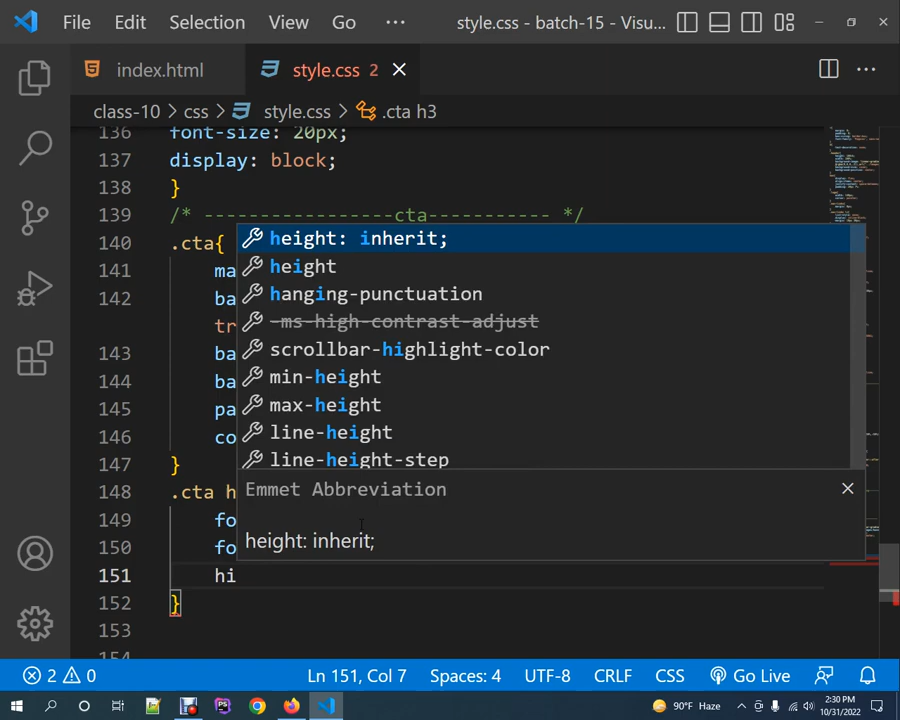 File Edit Selection View Go ··· style.css - batch-15 - Visu...
index.html style.css 2
class-10 > css > style.css > .cta h3
136 font-size: 20px;
137 display: block;
138 }
139 /* -----------------cta----------- */
140 .cta{
141 ma
142 ba
tr
143 ba
144 ba
145 pa
146 co
147 }
148 .cta h
149 fo
150 fo
151 hi
152 }
153
154
height: inherit;
height
hanging-punctuation
-ms-high-contrast-adjust
scrollbar-highlight-color
min-height
max-height
line-height
line-height-step
Emmet Abbreviation
height: inherit;
2 0 Ln 151, Col 7 Spaces: 4 UTF-8 CRLF CSS Go Live
90°F Haze 2:30 PM
10/31/2022